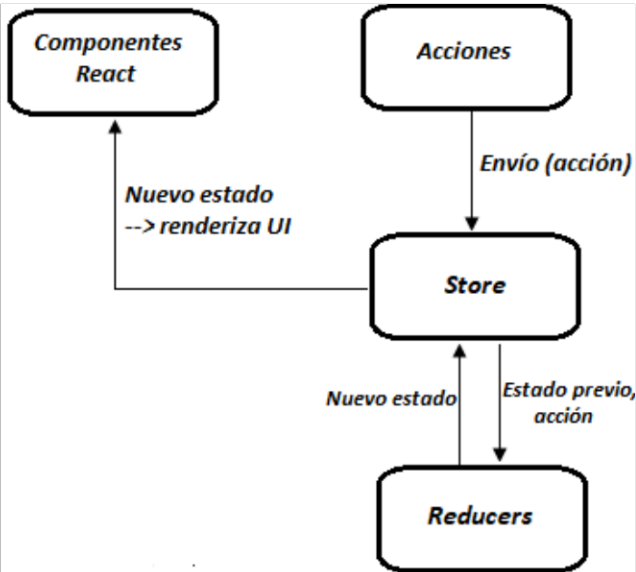 Componentes
React
Acciones
Envío (acción)
Nuevo estado
--> renderiza UI
Store
Nuevo estado
Estado previo,
acción
Reducers